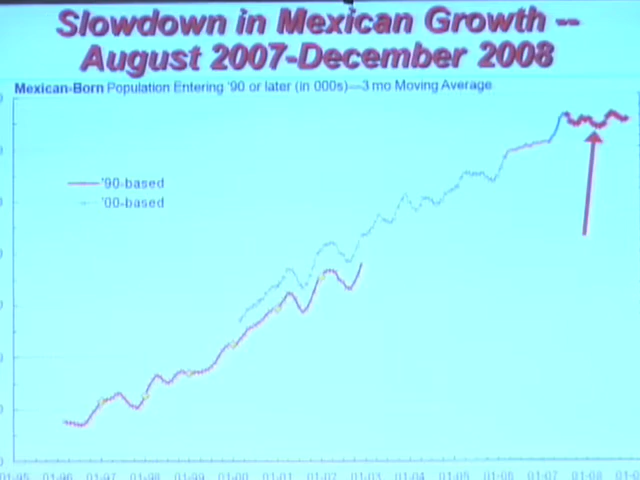 Slowdown in Mexican Growth --
August 2007-December 2008
Mexican-Born Population Entering '90 or later (in 000s)—3 mo Moving Average
'90-based
'00-based
01-95 01-96 01-97 01-98 01-99 01-00 01-01 01-02 01-03 01-04 01-05 01-06 01-07 01-08